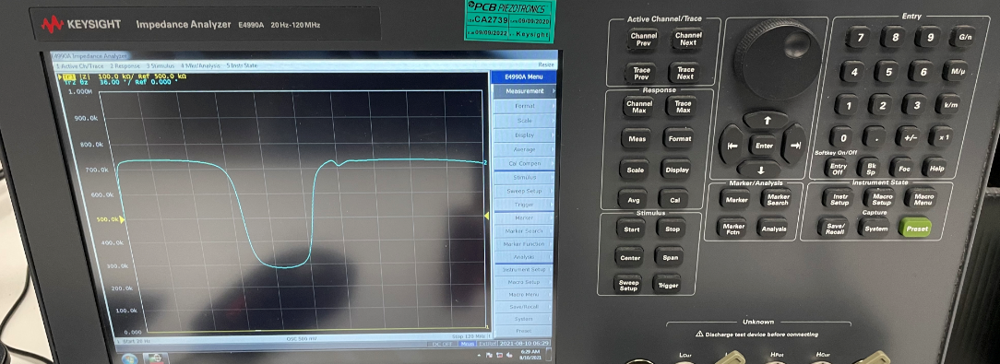 KEYSIGHT Impedance Analyzer E4990A 20 Hz-120 MHz
PCB PIEZOTRONICS
CA2739 09/09/2020
09/09/2022 Keysight
E4990A Impedance Analyzer
1 Active Ch/Trace 2 Response 3 Stimulus 4 Mkr/Analysis 5 Instr State
Resize
Tr1 |Z| 100.0 kΩ/ Ref 500.0 kΩ
Tr2 θz 36.00 °/ Ref 0.000 °
1.000M
900.0k
800.0k
700.0k
600.0k
500.0k
400.0k
300.0k
200.0k
100.0k
0.000
2
1
1 Start 20 Hz
OSC 500 mV
Stop 120 MHz
Meas
2021-08-10 06:29
6:29 AM
8/10/2021
E4990A Menu
Measurement
Format
Scale
Display
Average
Cal Compen
Stimulus
Sweep Setup
Trigger
Marker
Marker Search
Marker Function
Analysis
Instrument Setup
Macro Setup
Macro Menu
Save/Recall
System
Preset
Active Channel/Trace
Channel Prev
Channel Next
Trace Prev
Trace Next
Response
Channel Max
Trace Max
Meas
Format
Scale
Display
Avg
Cal
Stimulus
Start
Stop
Center
Span
Sweep Setup
Trigger
Enter
Marker/Analysis
Marker
Marker Search
Marker Fctn
Analysis
Entry
7 8 9 G/n
4 5 6 M/μ
1 2 3 k/m
0 . +/− x1
Softkey On/Off
Entry Off
Bk Sp
Foc
Help
Instrument State
Instr Setup
Macro Setup
Macro Menu
Capture
Save/ Recall
System
Preset
Unknown
⚠ Discharge test device before connecting
LCur
HPot
HCur